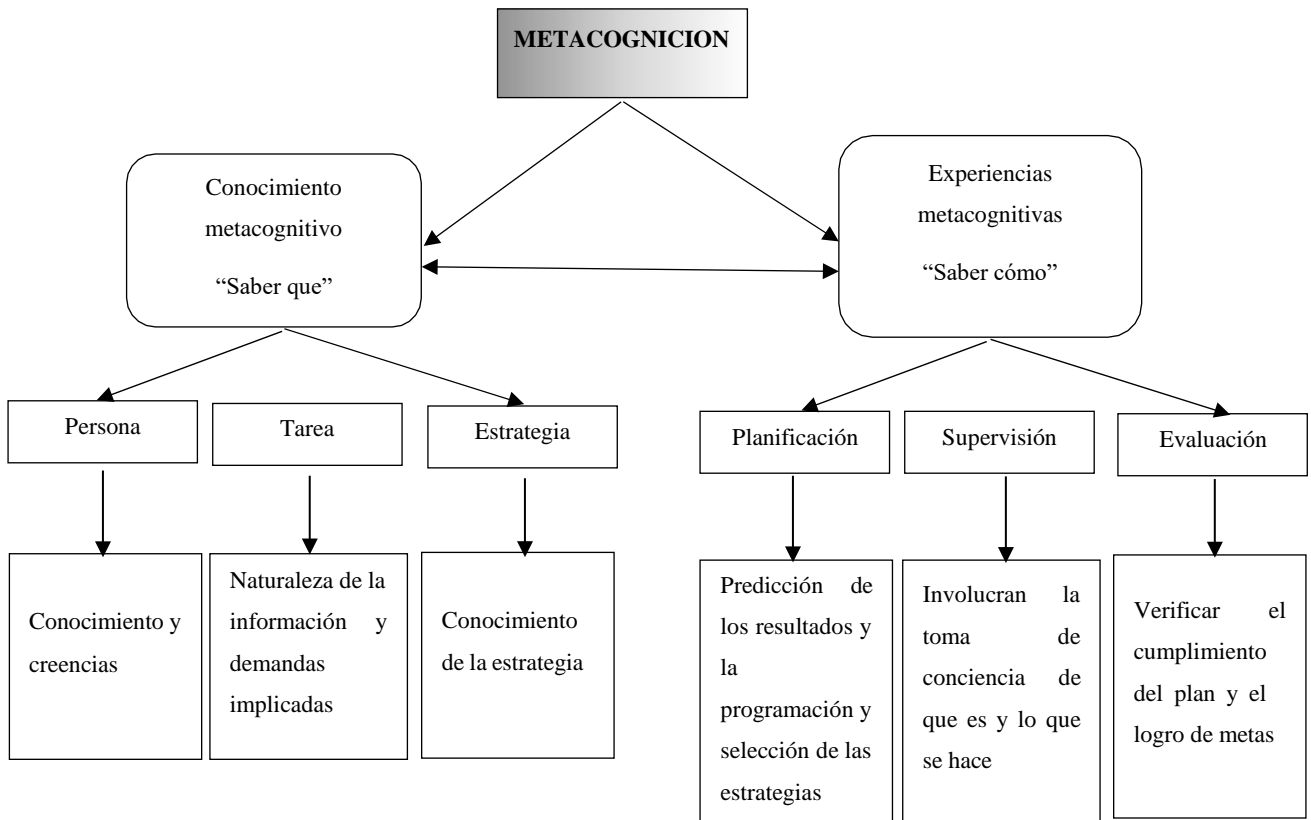 METACOGNICION
Conocimiento
metacognitivo
“Saber que”
Experiencias
metacognitivas
“Saber cómo”
Persona
Tarea
Estrategia
Planificación
Supervisión
Evaluación
Conocimiento y
creencias
Naturaleza de la
información y
demandas
implicadas
Conocimiento
de la estrategia
Predicción de
los resultados y
la
programación y
selección de las
estrategias
Involucran la
toma de
conciencia de
que es y lo que
se hace
Verificar el
cumplimiento
del plan y el
logro de metas